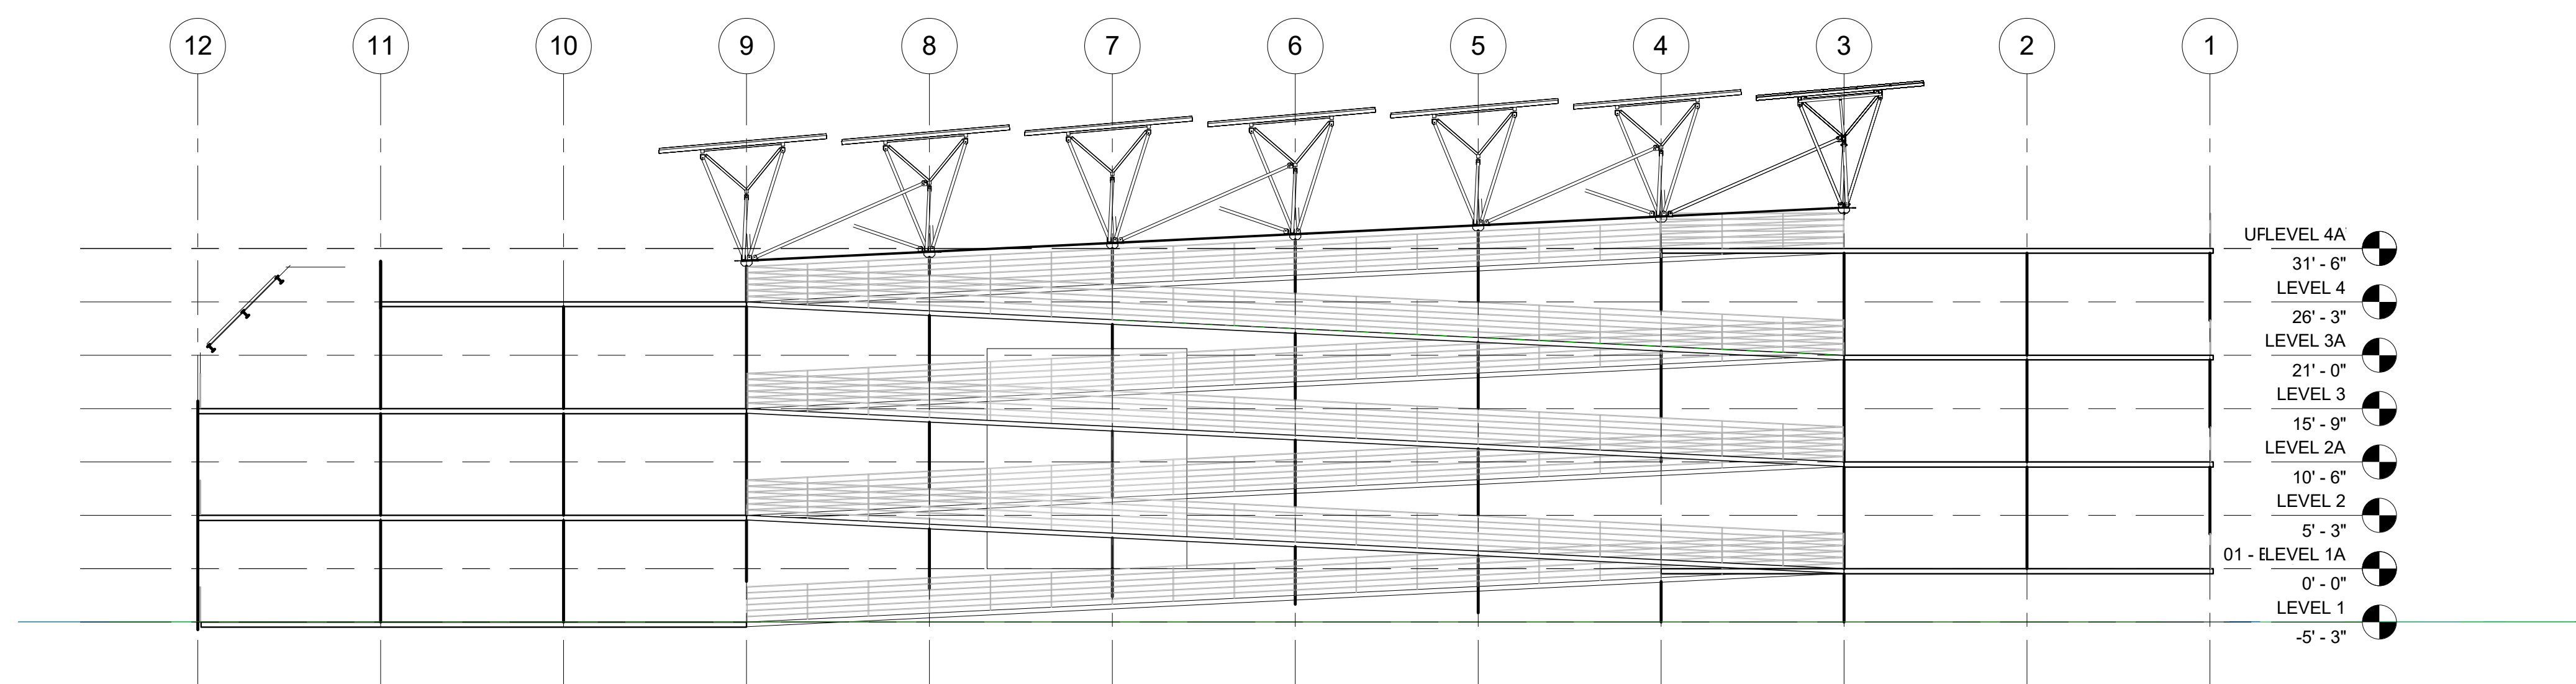 12 11 10 9 8 7 6 5 4 3 2 1
LEVEL 4A
31' - 6"
LEVEL 4
26' - 3"
LEVEL 3A
21' - 0"
LEVEL 3
15' - 9"
LEVEL 2A
10' - 6"
LEVEL 2
5' - 3"
01 - LEVEL 1A
0' - 0"
LEVEL 1
-5' - 3"